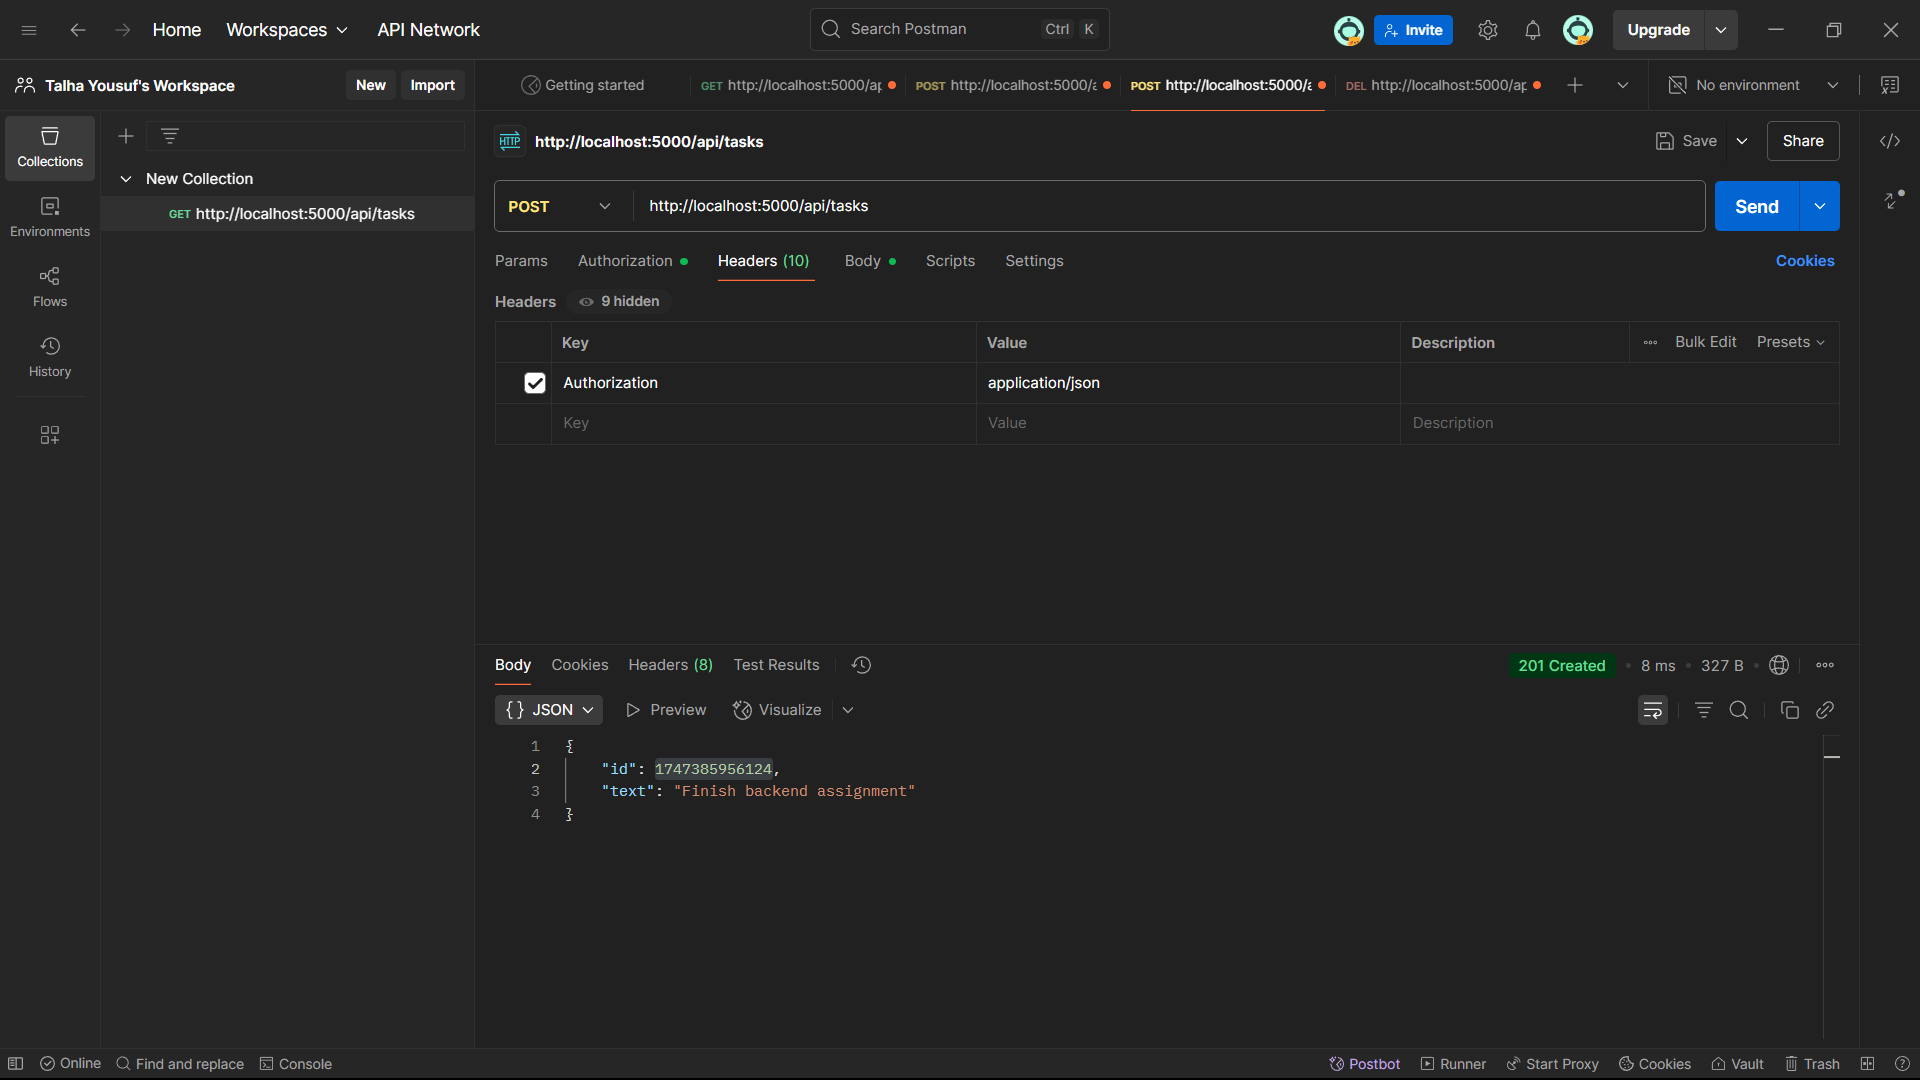 Home Workspaces API Network Search Postman Ctrl K Invite Upgrade
Talha Yousuf's Workspace New Import Getting started GET http://localhost:5000/ap POST http://localhost:5000/a POST http://localhost:5000/a DEL http://localhost:5000/ap No environment
Collections
Environments
Flows
History
New Collection
GET http://localhost:5000/api/tasks
HTTP http://localhost:5000/api/tasks Save Share
POST http://localhost:5000/api/tasks Send
Params Authorization Headers (10) Body Scripts Settings Cookies
Headers 9 hidden
Key Value Description Bulk Edit Presets
Authorization application/json
Key Value Description
Body Cookies Headers (8) Test Results 201 Created 8 ms 327 B
{} JSON Preview Visualize
1 {
2 "id": 1747385956124,
3 "text": "Finish backend assignment"
4 }
Online Find and replace Console Postbot Runner Start Proxy Cookies Vault Trash